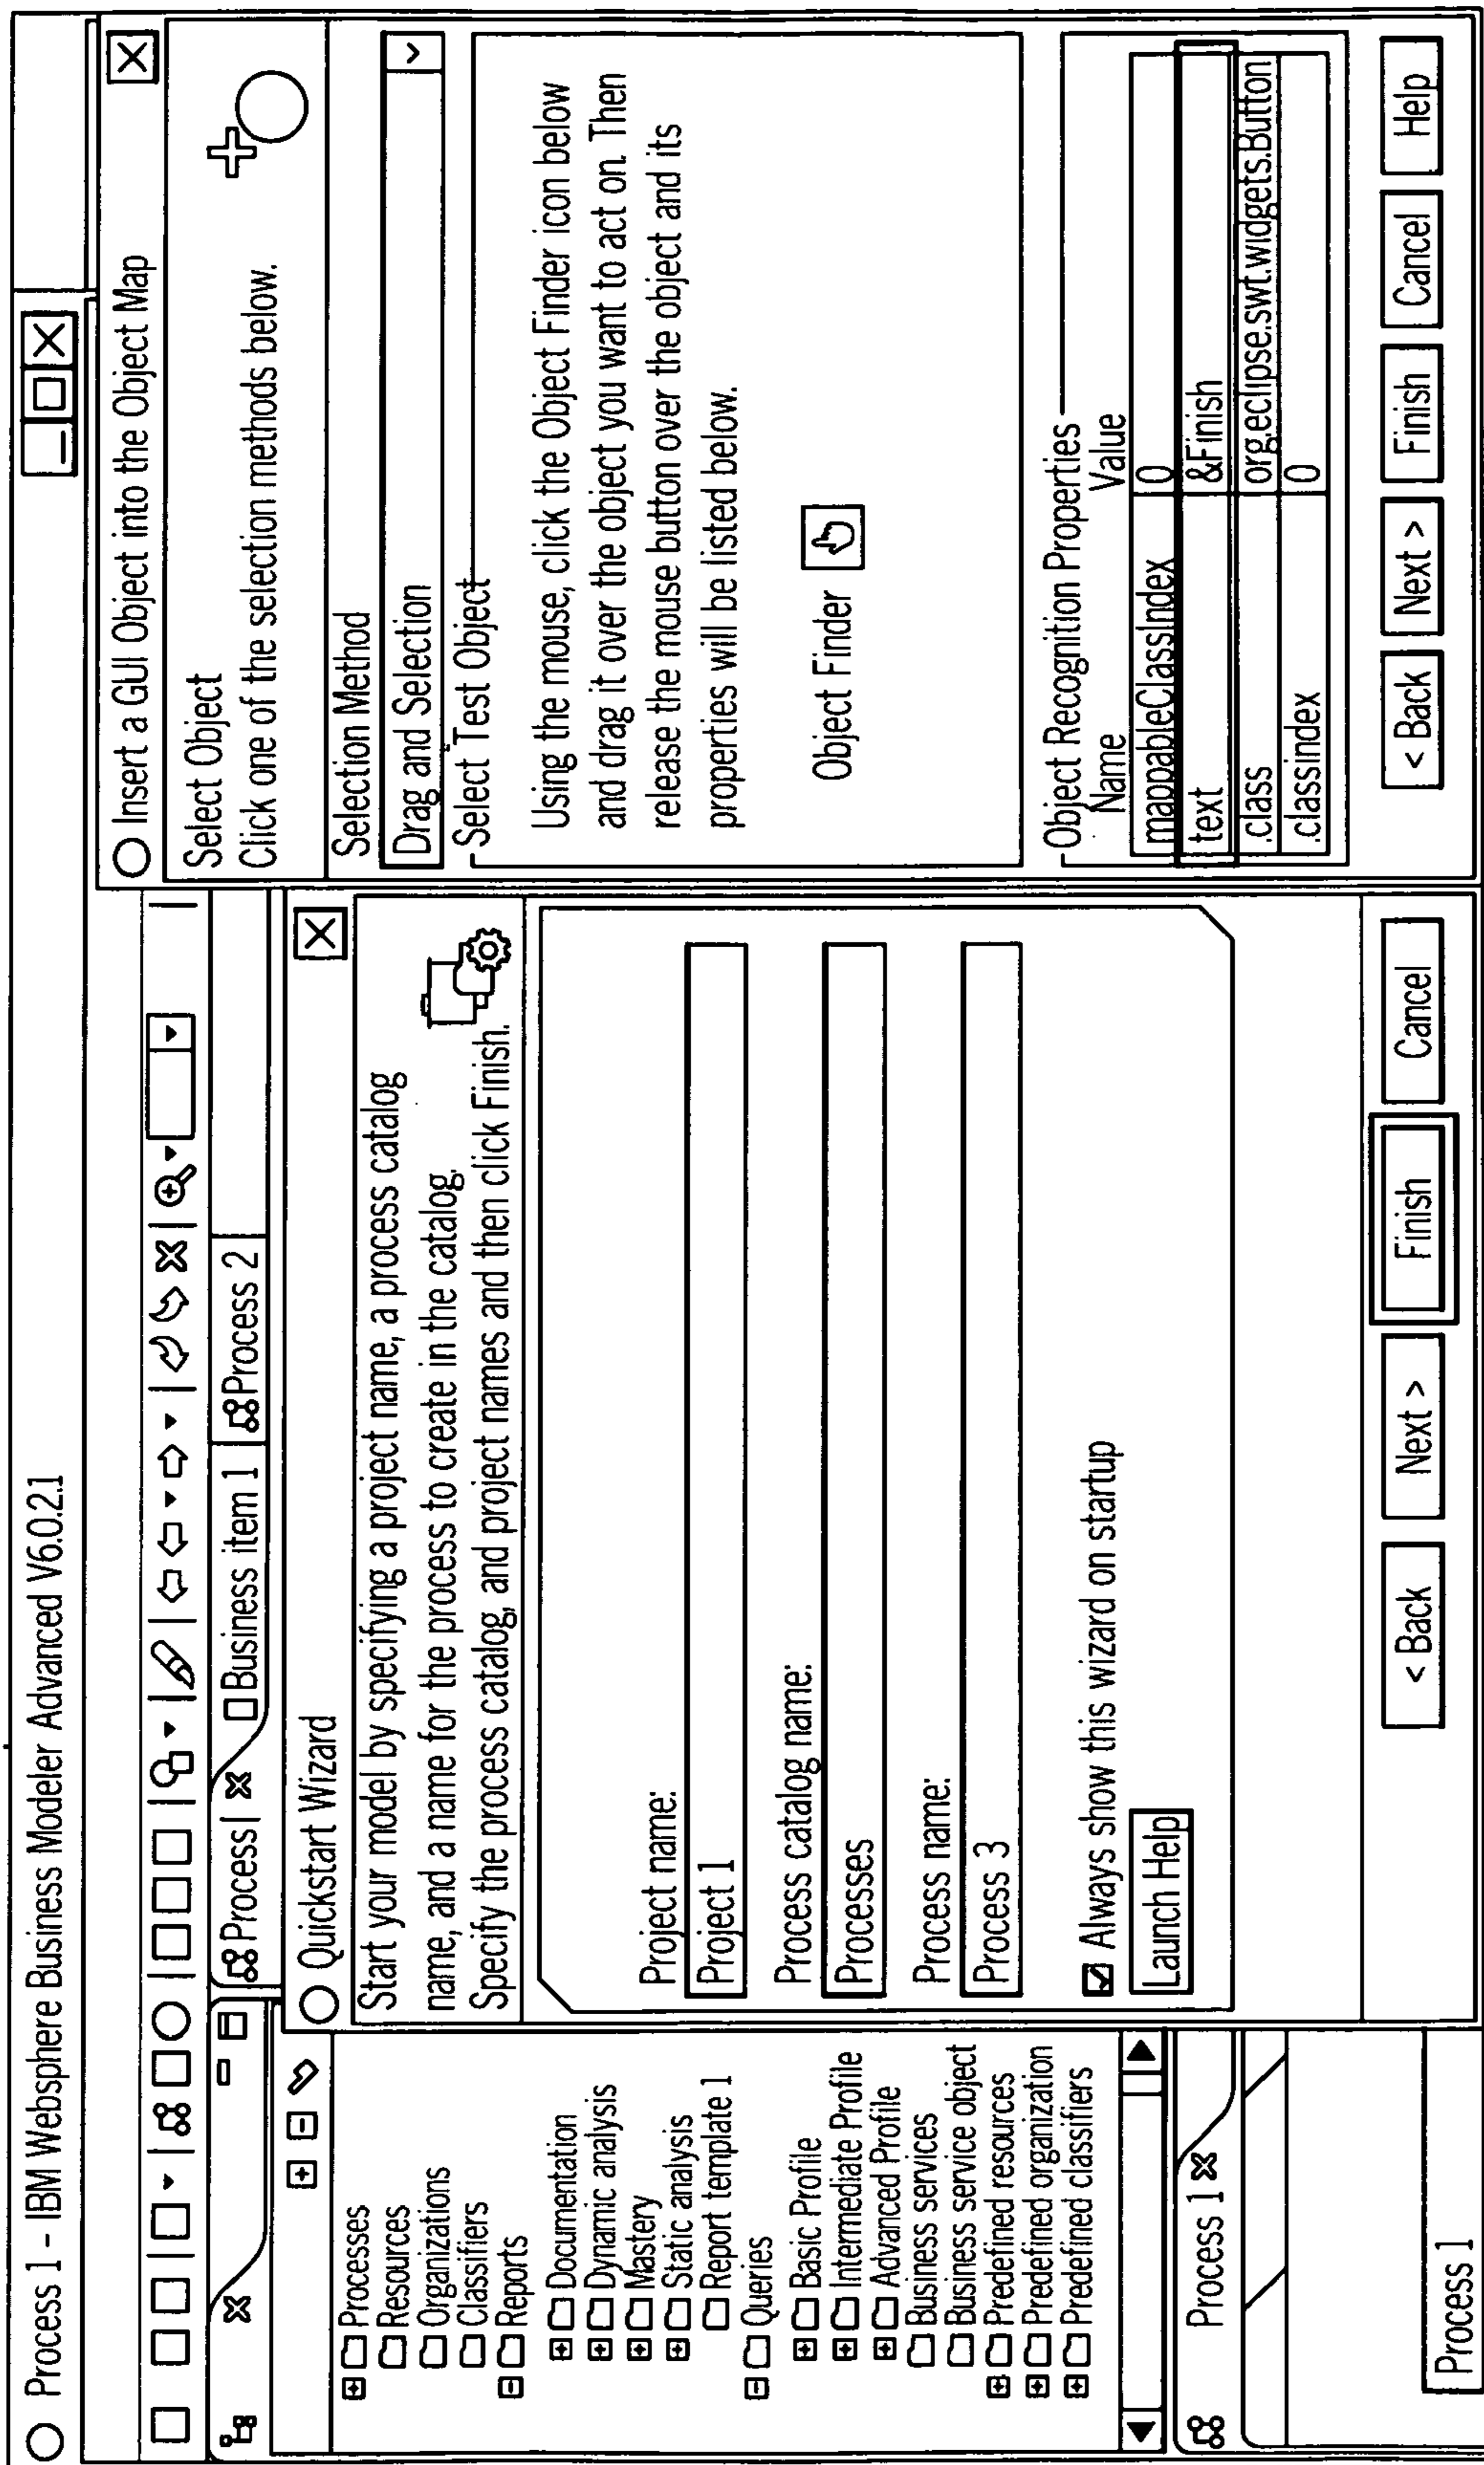 Process 1 - IBM Websphere Business Modeler Advanced V6.0.2.1
Process 1
Business item 1
Process 2
Processes
Resources
Organizations
Classifiers
Reports
Documentation
Dynamic analysis
Mastery
Static analysis
Report template 1
Queries
Basic Profile
Intermediate Profile
Advanced Profile
Business services
Business service object
Predefined resources
Predefined organization
Predefined classifiers
Process 1
Process 1
Quickstart Wizard
Start your model by specifying a project name, a process catalog
name, and a name for the process to create in the catalog.
Specify the process catalog, and project names and then click Finish.
Project name:
Project 1
Process catalog name:
Processes
Process name:
Process 3
Always show this wizard on startup
Launch Help
< Back
Next >
Finish
Cancel
Insert a GUI Object into the Object Map
Select Object
Click one of the selection methods below.
Selection Method
Drag and Selection
Select Test Object
Using the mouse, click the Object Finder icon below
and drag it over the object you want to act on. Then
release the mouse button over the object and its
properties will be listed below.
Object Finder
Object Recognition Properties
Name Value
mappableClassIndex 0
text &Finish
.class org.eclipse.swt.widgets.Button
.classindex 0
< Back
Next >
Finish
Cancel
Help